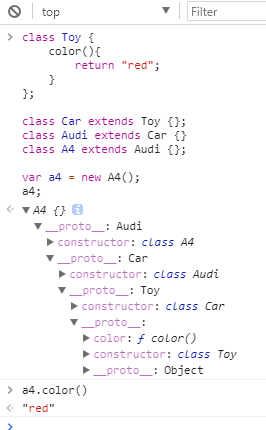 top Filter
class Toy {
color(){
return "red";
}
};
class Car extends Toy {};
class Audi extends Car {}
class A4 extends Audi {};
var a4 = new A4();
a4;
A4 {}
__proto__: Audi
constructor: class A4
__proto__: Car
constructor: class Audi
__proto__: Toy
constructor: class Car
__proto__:
color: ƒ color()
constructor: class Toy
__proto__: Object
a4.color()
"red"